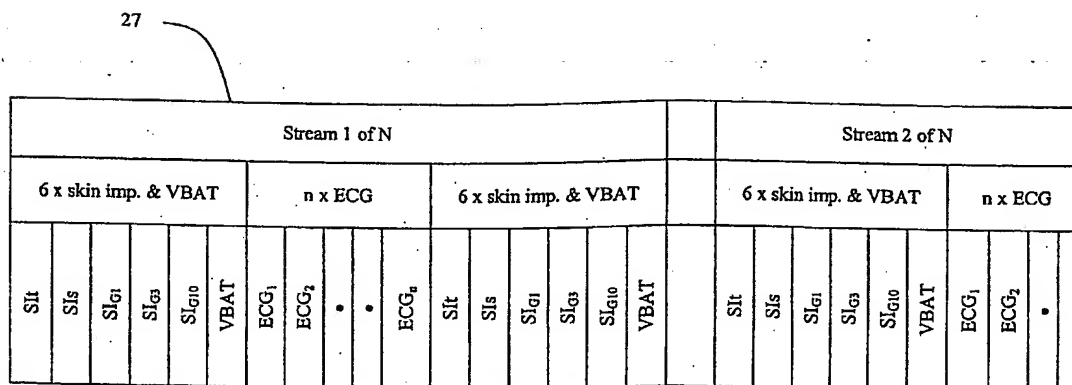 27
Stream 1 of N
Stream 2 of N
6 x skin imp. & VBAT
n x ECG
6 x skin imp. & VBAT
6 x skin imp. & VBAT
n x ECG
SIt
SIs
SIG1
SIG3
SIG10
VBAT
ECG1
ECG2
•
•
ECGn
SIt
SIs
SIG1
SIG3
SIG10
VBAT
SIt
SIs
SIG1
SIG3
SIG10
VBAT
ECG1
ECG2
•